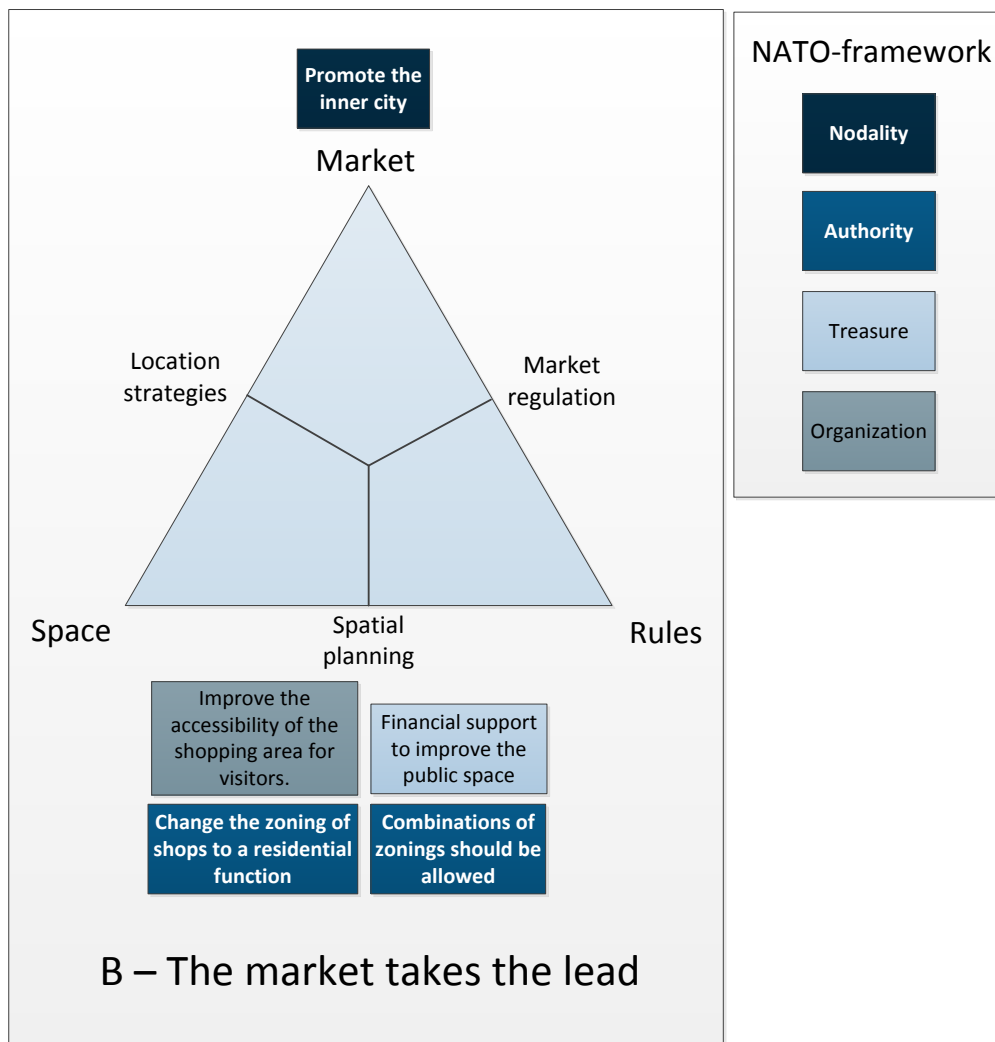 Promote the
inner city
Market
Location
strategies
Market
regulation
Space
Spatial
planning
Rules
Improve the
accessibility of the
shopping area for
visitors.
Financial support
to improve the
public space
Change the zoning of
shops to a residential
function
Combinations of
zonings should be
allowed
B – The market takes the lead
NATO-framework
Nodality
Authority
Treasure
Organization